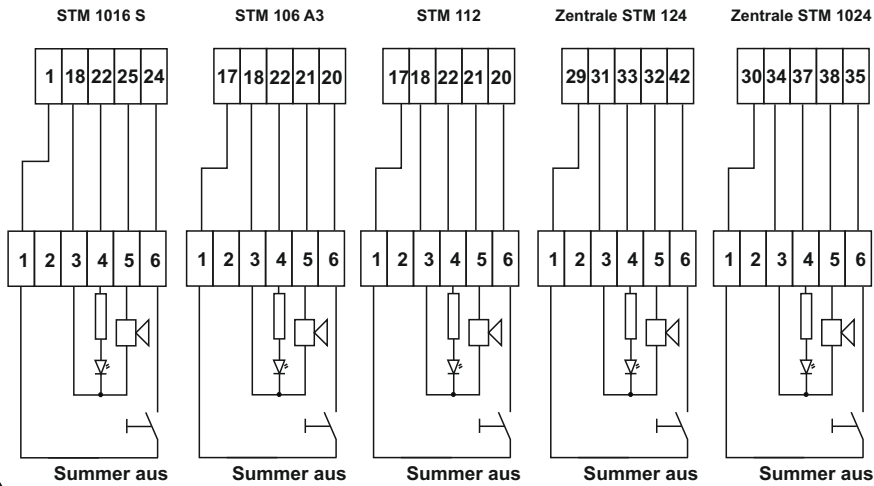 STM 1016 S STM 106 A3 STM 112 Zentrale STM 124 Zentrale STM 1024
1 18 22 25 24 17 18 22 21 20 17 18 22 21 20 29 31 33 32 42 30 34 37 38 35
1 2 3 4 5 6 1 2 3 4 5 6 1 2 3 4 5 6 1 2 3 4 5 6 1 2 3 4 5 6
Summer aus Summer aus Summer aus Summer aus Summer aus